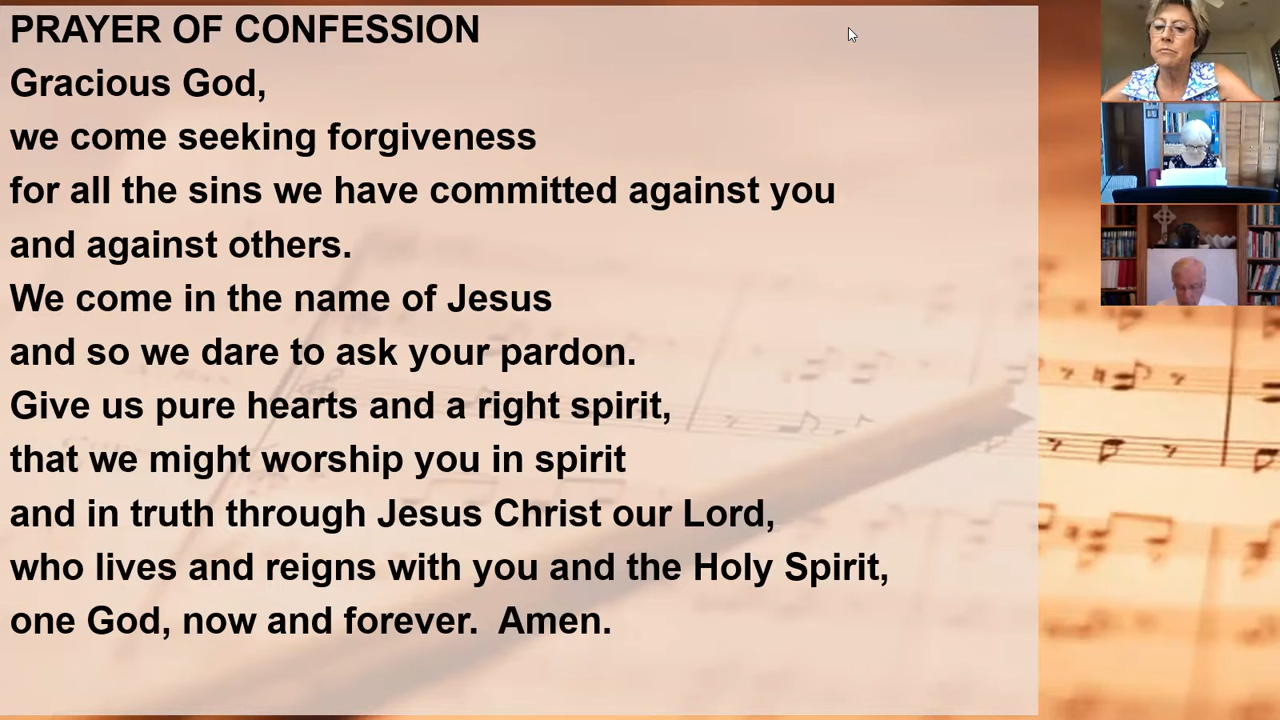 PRAYER OF CONFESSION
Gracious God,
we come seeking forgiveness
for all the sins we have committed against you
and against others.
We come in the name of Jesus
and so we dare to ask your pardon.
Give us pure hearts and a right spirit,
that we might worship you in spirit
and in truth through Jesus Christ our Lord,
who lives and reigns with you and the Holy Spirit,
one God, now and forever.  Amen.